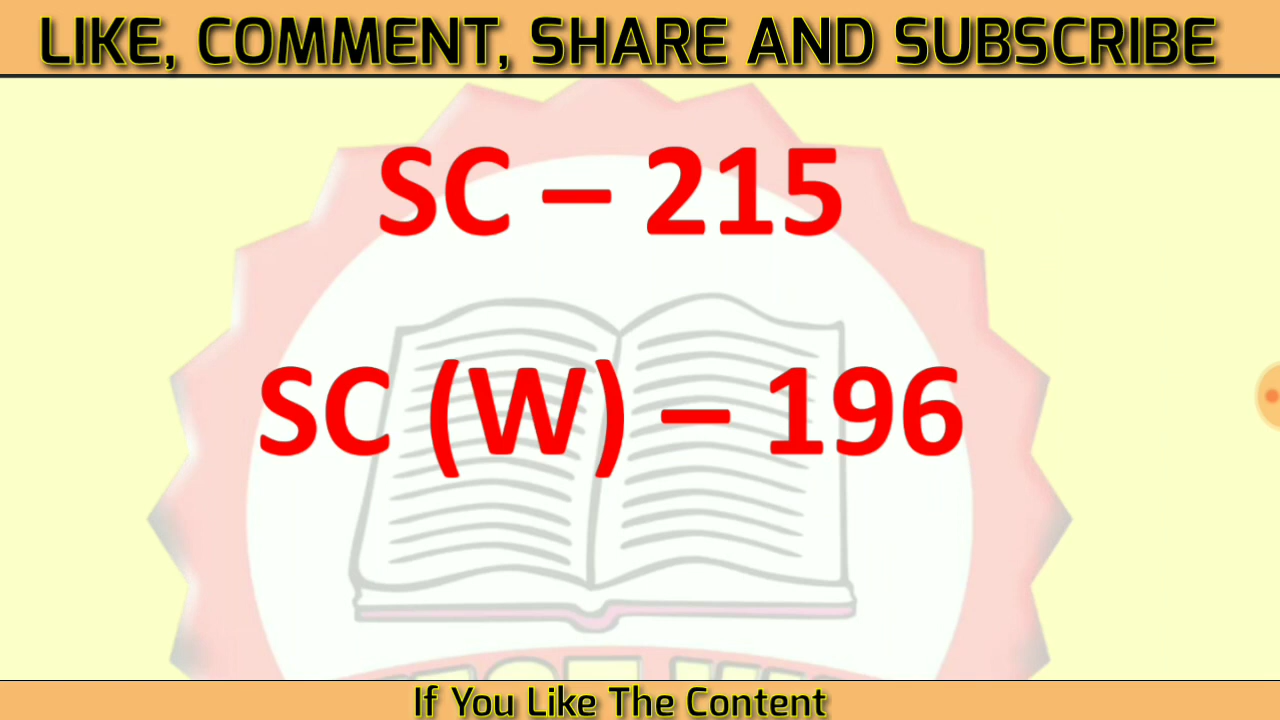 LIKE, COMMENT, SHARE AND SUBSCRIBE
SC – 215
SC (W) – 196
If You Like The Content